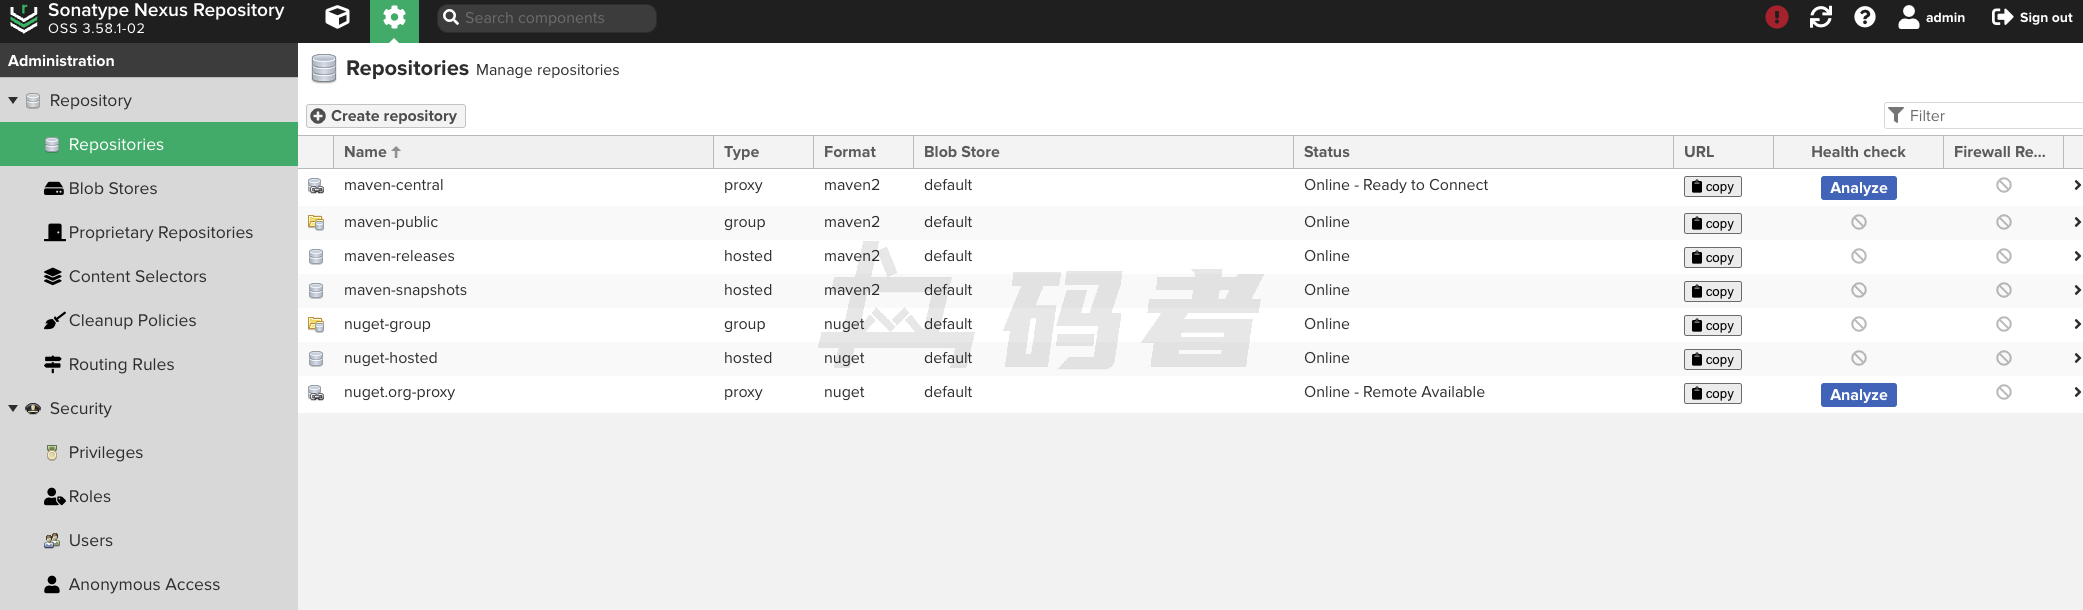 Sonatype Nexus Repository
OSS 3.58.1-02
Search components
admin
Sign out
Administration
Repository
Repositories
Blob Stores
Proprietary Repositories
Content Selectors
Cleanup Policies
Routing Rules
Security
Privileges
Roles
Users
Anonymous Access
Repositories Manage repositories
Create repository
Filter
Name Type Format Blob Store Status URL Health check Firewall Re...
maven-central proxy maven2 default Online - Ready to Connect copy Analyze
maven-public group maven2 default Online copy
maven-releases hosted maven2 default Online copy
maven-snapshots hosted maven2 default Online copy
nuget-group group nuget default Online copy
nuget-hosted hosted nuget default Online copy
nuget.org-proxy proxy nuget default Online - Remote Available copy Analyze
码者